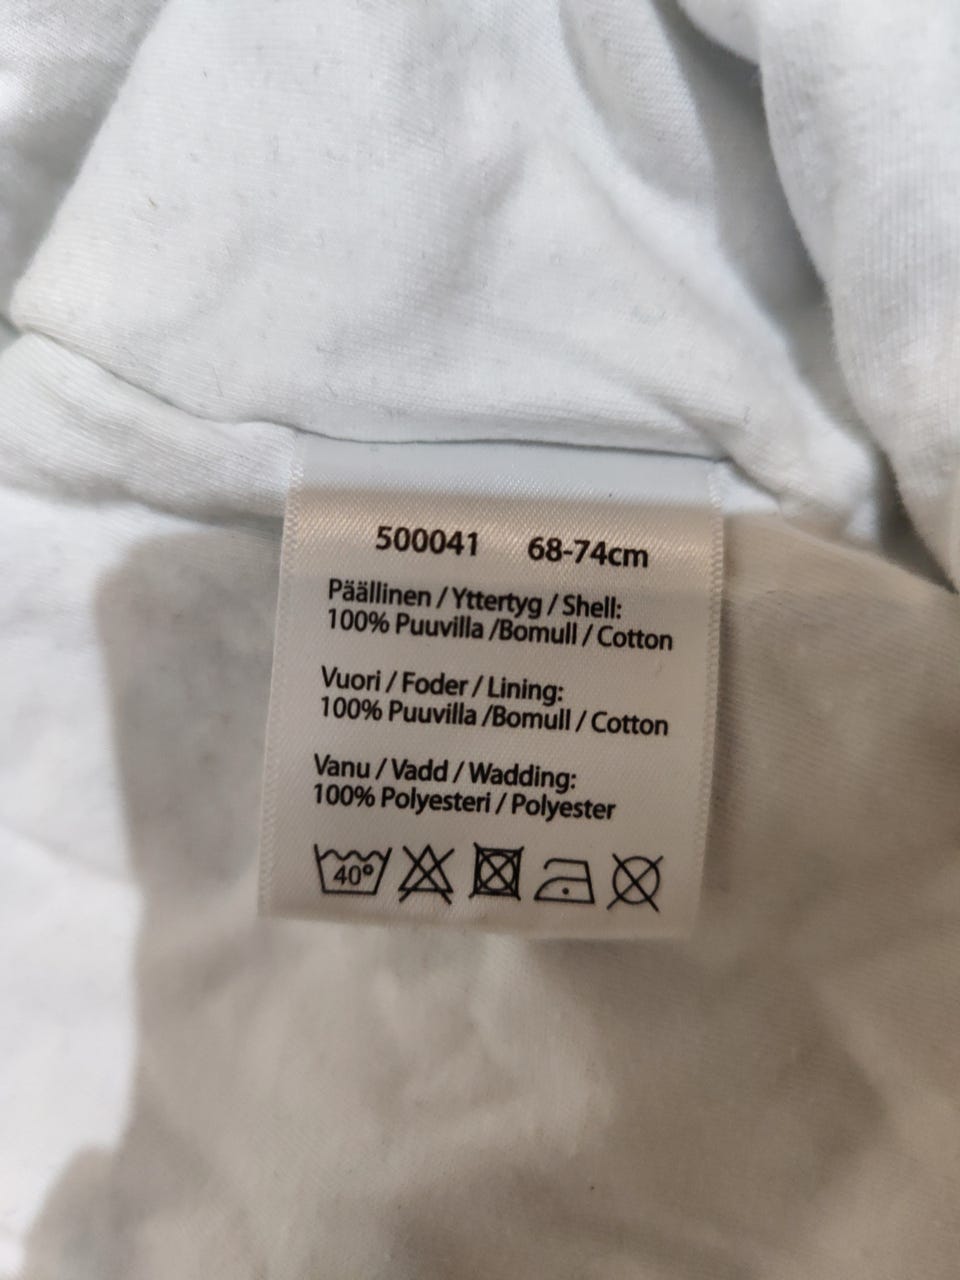 500041 68-74cm
Päällinen / Yttertyg / Shell:
100% Puuvilla /Bomull / Cotton
Vuori / Foder / Lining:
100% Puuvilla /Bomull / Cotton
Vanu / Vadd / Wadding:
100% Polyesteri / Polyester
40°